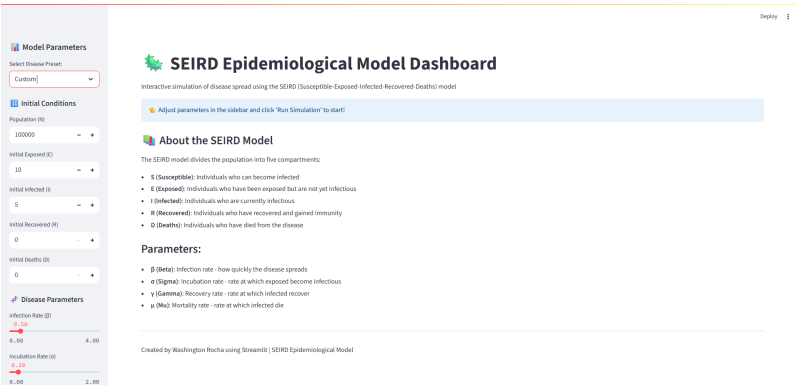 Deploy
Model Parameters
Select Disease Preset:
Custom
Initial Conditions
Population (N)
100000
- +
Initial Exposed (E)
10
- +
Initial Infected (I)
5
- +
Initial Recovered (R)
0
- +
Initial Deaths (D)
0
- +
Disease Parameters
Infection Rate (β)
0.50
0.00 4.00
Incubation Rate (σ)
0.20
0.00 2.00
SEIRD Epidemiological Model Dashboard
Interactive simulation of disease spread using the SEIRD (Susceptible-Exposed-Infected-Recovered-Deaths) model
Adjust parameters in the sidebar and click 'Run Simulation' to start!
About the SEIRD Model
The SEIRD model divides the population into five compartments:
• S (Susceptible): Individuals who can become infected
• E (Exposed): Individuals who have been exposed but are not yet infectious
• I (Infected): Individuals who are currently infectious
• R (Recovered): Individuals who have recovered and gained immunity
• D (Deaths): Individuals who have died from the disease
Parameters:
• β (Beta): Infection rate - how quickly the disease spreads
• σ (Sigma): Incubation rate - rate at which exposed become infectious
• γ (Gamma): Recovery rate - rate at which infected recover
• μ (Mu): Mortality rate - rate at which infected die
Created by Washington Rocha using Streamlit | SEIRD Epidemiological Model